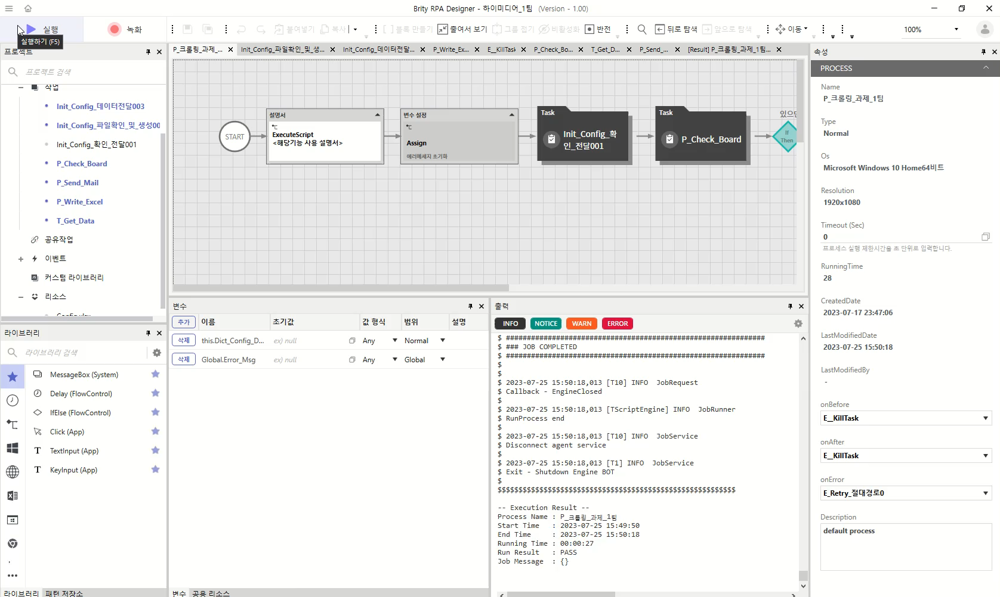 Brity RPA Designer - 하이미디어_1팀 (Version - 1.00)
실행
녹화
붙여넣기
복사
블록 만들기
줄여서 보기
그룹 접기
비활성화
반전
뒤로 탐색
앞으로 탐색
이동
100%
실행하기 (F5)
프로젝트
프로젝트 검색
작업
Init_Config_데이터전달003
Init_Config_파일확인_및_생성00
Init_Config_확인_전달001
P_Check_Board
P_Send_Mail
P_Write_Excel
T_Get_Data
공유작업
이벤트
커스텀 라이브러리
리소스
Config.xlsx
P_크롤링_과제_...
Init_Config_파일확인_및_생...
Init_Config_데이터전달...
P_Write_Ex...
E__KillTask
P_Check_Bo...
T_Get_D...
P_Send_...
[Result] P_크롤링_과제_1팀...
START
설명서
ExecuteScript
<해당기능 사용 설명서>
변수 설정
Assign
에러메세지 초기화
Task
Init_Config_확
인_전달001
Task
P_Check_Board
있으면
If
Then
라이브러리
라이브러리 검색
MessageBox (System)
Delay (FlowControl)
IfElse (FlowControl)
Click (App)
TextInput (App)
KeyInput (App)
라이브러리
패턴 저장소
변수
추가 이름 초기값 값 형식 범위 설명
삭제 this.Dict_Config_D... ex) null Any Normal
삭제 Global.Error_Msg ex) null Any Global
변수
공용 리소스
출력
INFO NOTICE WARN ERROR
$ ##############################################################
$ ### JOB COMPLETED
$ ##############################################################
$
$
$ 2023-07-25 15:50:18,013 [T10] INFO JobRequest
$ Callback - EngineClosed
$
$ 2023-07-25 15:50:18,013 [TScriptEngine] INFO JobRunner
$ RunProcess end
$
$ 2023-07-25 15:50:18,013 [T10] INFO JobService
$ Disconnect agent service
$
$ 2023-07-25 15:50:18,013 [T1] INFO JobService
$ Exit - Shutdown Engine BOT
$
$$$$$$$$$$$$$$$$$$$$$$$$$$$$$$$$$$$$$$$$$$$$$$$$$$$$$$$$$
-- Execution Result --
Process Name : P_크롤링_과제_1팀
Start Time : 2023-07-25 15:49:50
End Time : 2023-07-25 15:50:18
Running Time : 00:00:27
Run Result : PASS
Job Message : {}
속성
PROCESS
Name
P_크롤링_과제_1팀
Type
Normal
Os
Microsoft Windows 10 Home64비트
Resolution
1920x1080
Timeout (Sec)
0
프로세스 실행 제한시간을 초 단위로 입력합니다.
RunningTime
28
CreatedDate
2023-07-17 23:47:06
LastModifiedDate
2023-07-25 15:50:18
LastModifiedBy
-
onBefore
E__KillTask
onAfter
E__KillTask
onError
E_Retry_절대경로0
Description
default process